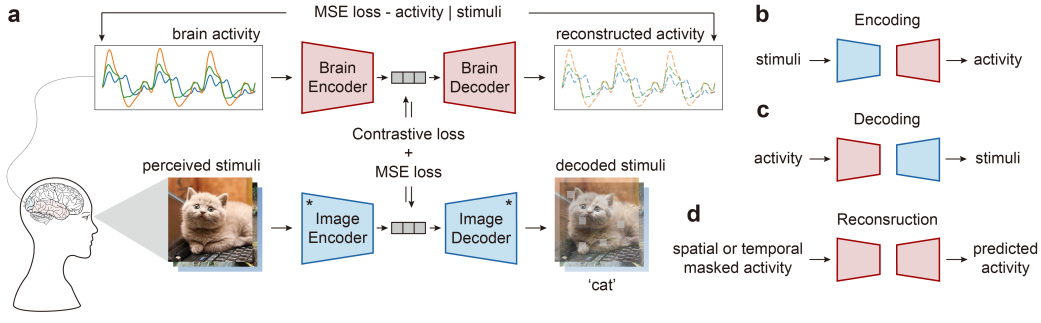 a
MSE loss - activity | stimuli
brain activity
reconstructed activity
Brain
Encoder
Brain
Decoder
Contrastive loss
+
MSE loss
perceived stimuli
decoded stimuli
* Image
Encoder
Image *
Decoder
‘cat’
b
Encoding
stimuli
activity
c
Decoding
activity
stimuli
d
Reconsruction
spatial or temporal
masked activity
predicted
activity